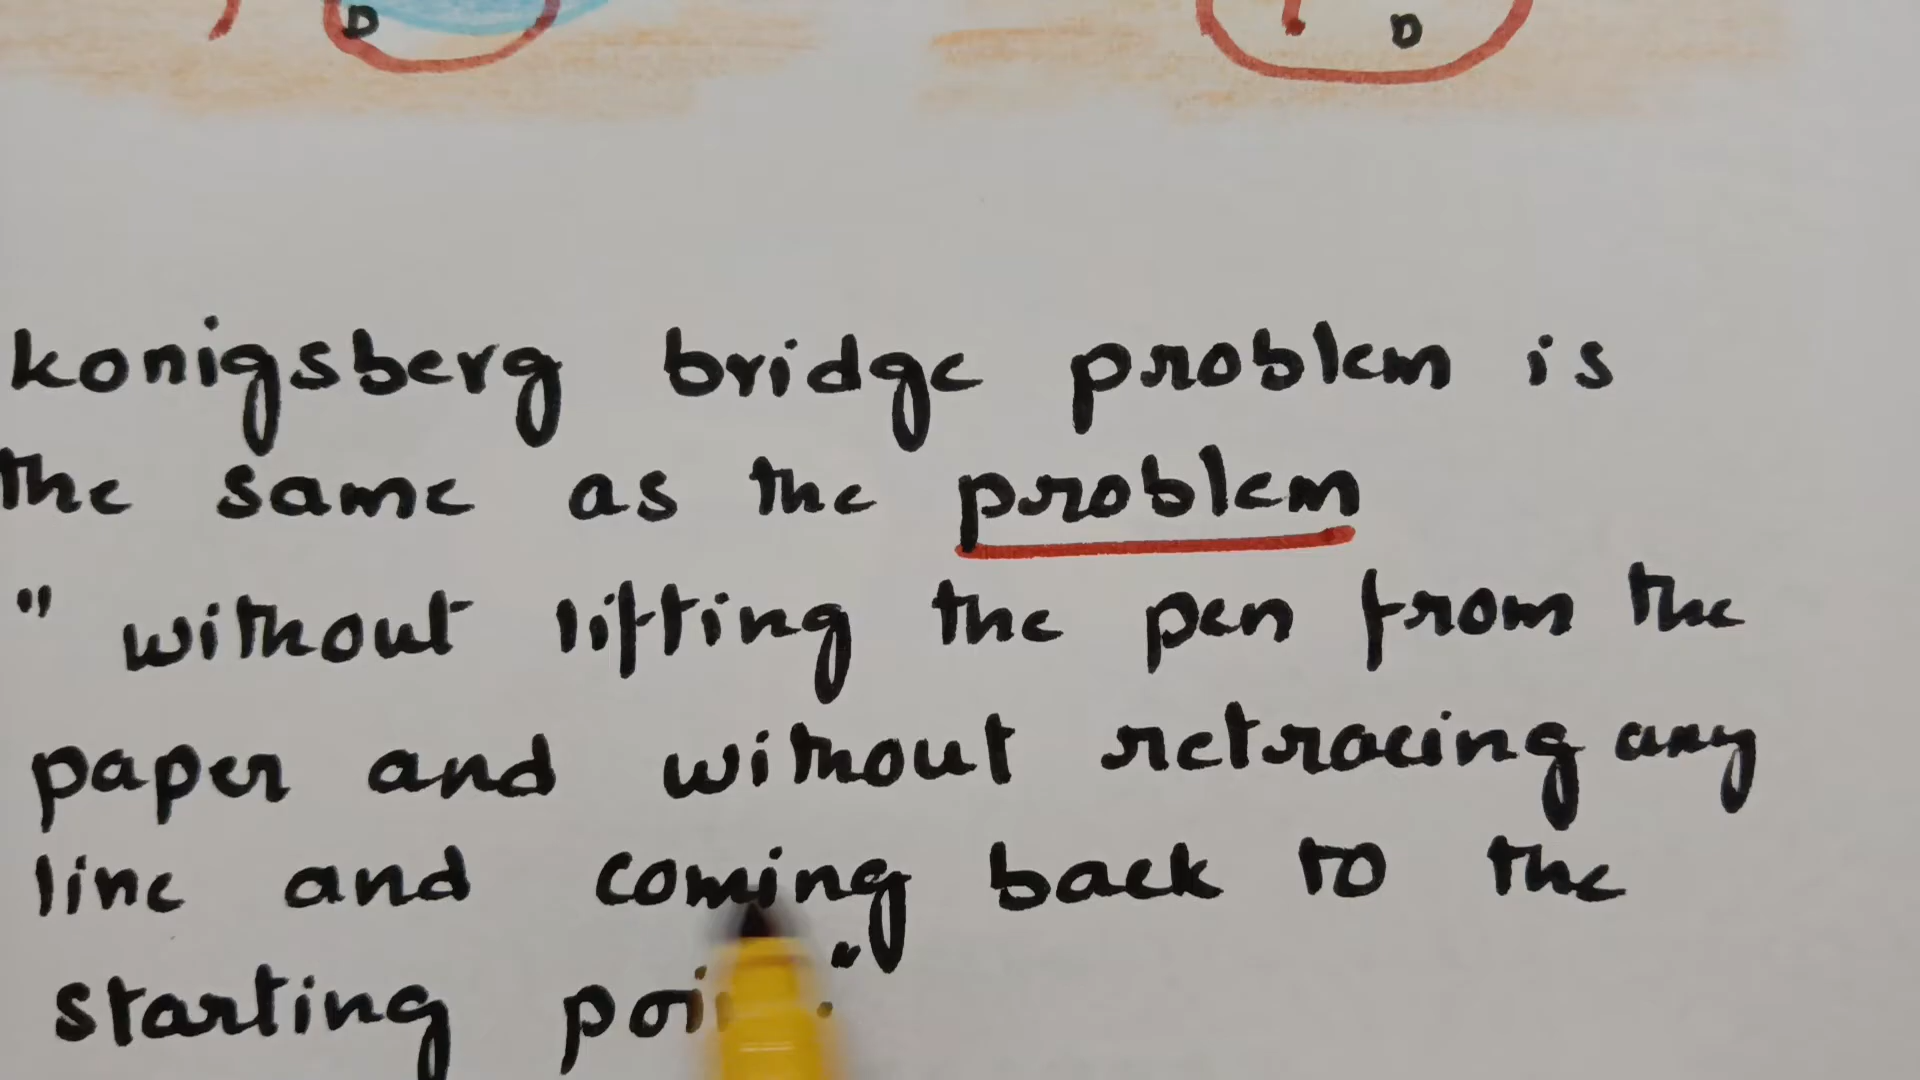 D D
konigsberg bridge problem is
the same as the problem
" without lifting the pen from the
paper and without retracing any
line and coming back to the
starting